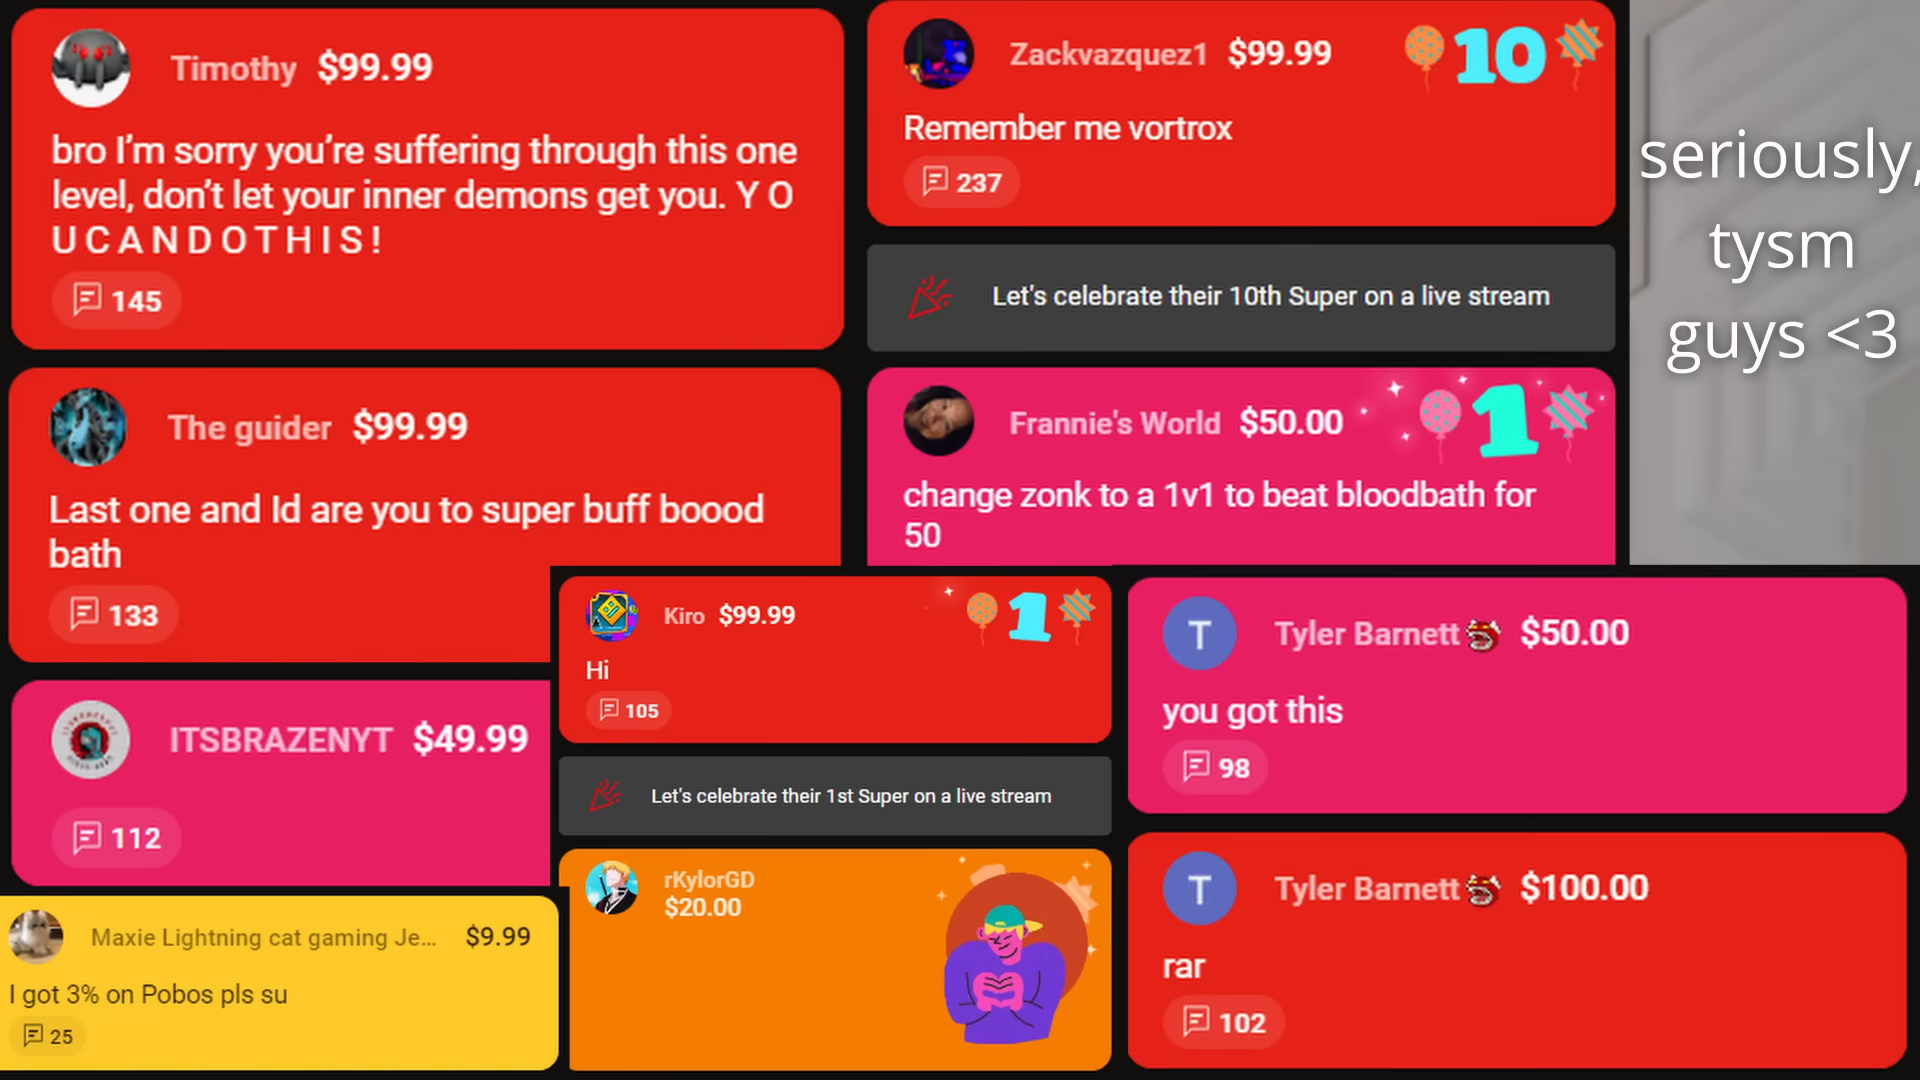 Timothy $99.99
bro I’m sorry you’re suffering through this one
level, don’t let your inner demons get you. Y O
U C A N D O T H I S !
145
The guider $99.99
Last one and Id are you to super buff boood
bath
133
ITSBRAZENYT $49.99
112
Maxie Lightning cat gaming Je... $9.99
I got 3% on Pobos pls su
25
Zackvazquez1 $99.99 10
Remember me vortrox
237
Let's celebrate their 10th Super on a live stream
Frannie's World $50.00 1
change zonk to a 1v1 to beat bloodbath for
50
Kiro $99.99 1
Hi
105
Let's celebrate their 1st Super on a live stream
rKylorGD
$20.00
T Tyler Barnett $50.00
you got this
98
T Tyler Barnett $100.00
rar
102
seriously,
tysm
guys <3